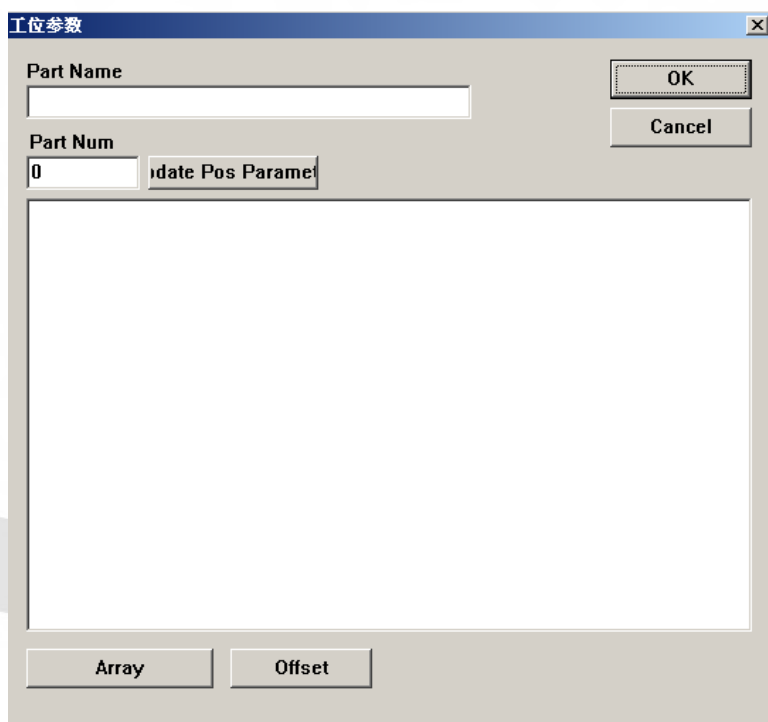 工位参数
Part Name
OK
Cancel
Part Num
0
date Pos Paramet
Array
Offset